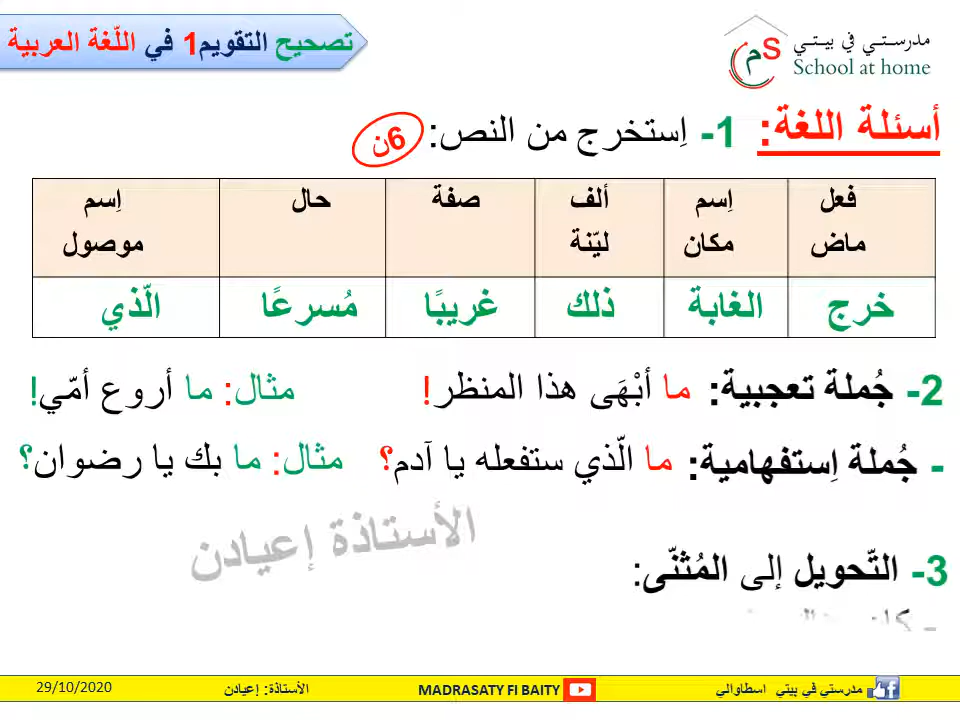 تصحيح التقويم1 في اللّغة العربية
مدرستي في بيتي
School at home
S
م
أسئلة اللغة: 1- اِستخرج من النص: 6ن
فعل ماض
اِسم مكان
ألف ليّنة
صفة
حال
اِسم موصول
خرج
الغابة
ذلك
غريبًا
مُسرعًا
الّذي
2- جُملة تعجبية: ما أبْهَى هذا المنظر! مثال: ما أروع أمّي!
- جُملة اِستفهامية: ما الّذي ستفعله يا آدم؟ مثال: ما بك يا رضوان؟
الأستاذة إعيادن
3- التّحويل إلى المُثنّى:
29/10/2020
الأستاذة: إعيادن
MADRASATY FI BAITY
مدرستي في بيتي اسطاوالي